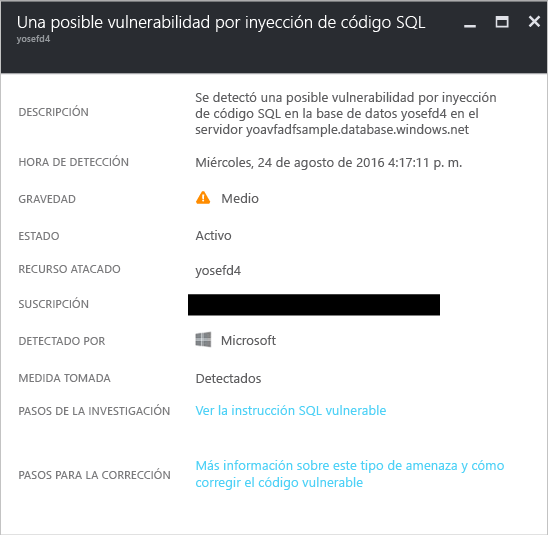 Una posible vulnerabilidad por inyección de código SQL
yosefd4
DESCRIPCIÓN
Se detectó una posible vulnerabilidad por inyección
de código SQL en la base de datos yosefd4 en el
servidor yoavfadfsample.database.windows.net
HORA DE DETECCIÓN
Miércoles, 24 de agosto de 2016 4:17:11 p. m.
GRAVEDAD
Medio
ESTADO
Activo
RECURSO ATACADO
yosefd4
SUSCRIPCIÓN
DETECTADO POR
Microsoft
MEDIDA TOMADA
Detectados
PASOS DE LA INVESTIGACIÓN
Ver la instrucción SQL vulnerable
PASOS PARA LA CORRECCIÓN
Más información sobre este tipo de amenaza y cómo
corregir el código vulnerable